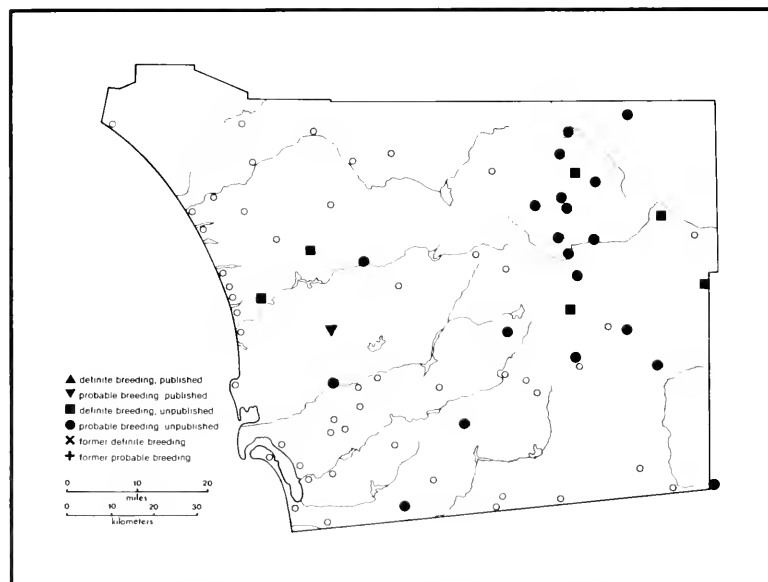 ▲ definite breeding, published
▼ probable breeding published
■ definite breeding, unpublished
● probable breeding unpublished
✕ former definite breeding
+ former probable breeding
0 10 20
miles
0 10 20 30
kilometers